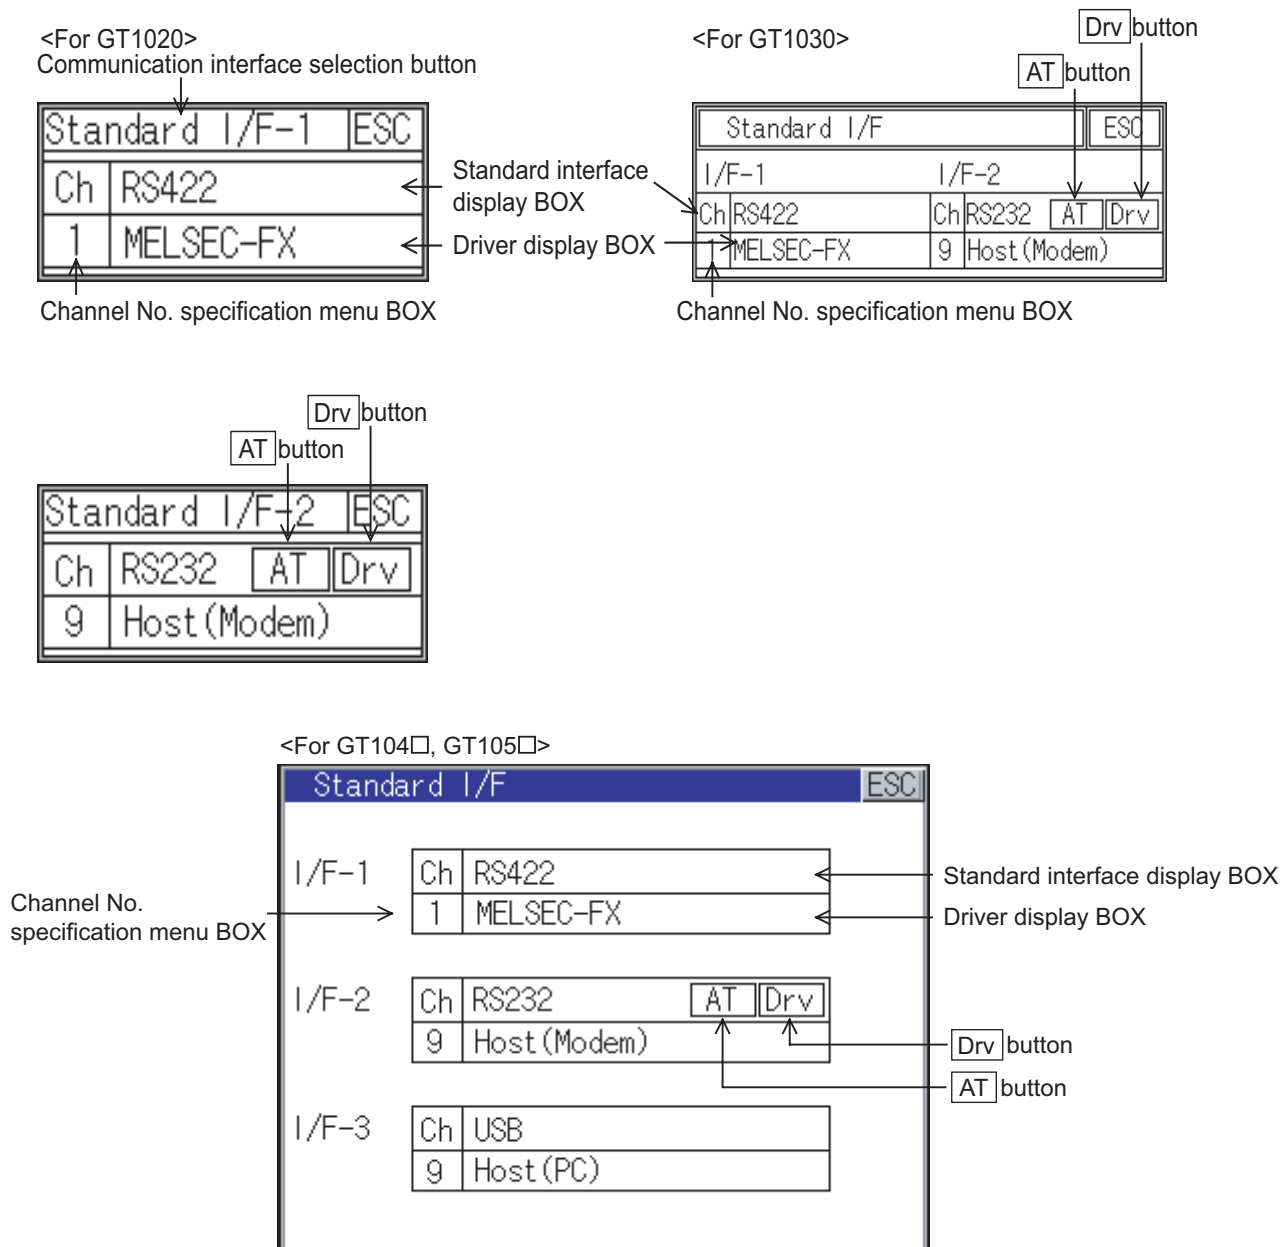 <For GT1020>
Communication interface selection button
Standard I/F-1 ESC
Ch RS422
1 MELSEC-FX
Channel No. specification menu BOX
Standard interface
display BOX
Driver display BOX
<For GT1030>
Drv button
AT button
Standard I/F ESC
I/F-1 I/F-2
Ch RS422 Ch RS232 AT Drv
1 MELSEC-FX 9 Host(Modem)
Channel No. specification menu BOX
Drv button
AT button
Standard I/F-2 ESC
Ch RS232 AT Drv
9 Host(Modem)
<For GT104□, GT105□>
Standard I/F ESC
I/F-1 Ch RS422
1 MELSEC-FX
Channel No.
specification menu BOX
Standard interface display BOX
Driver display BOX
I/F-2 Ch RS232 AT Drv
9 Host(Modem)
Drv button
AT button
I/F-3 Ch USB
9 Host(PC)